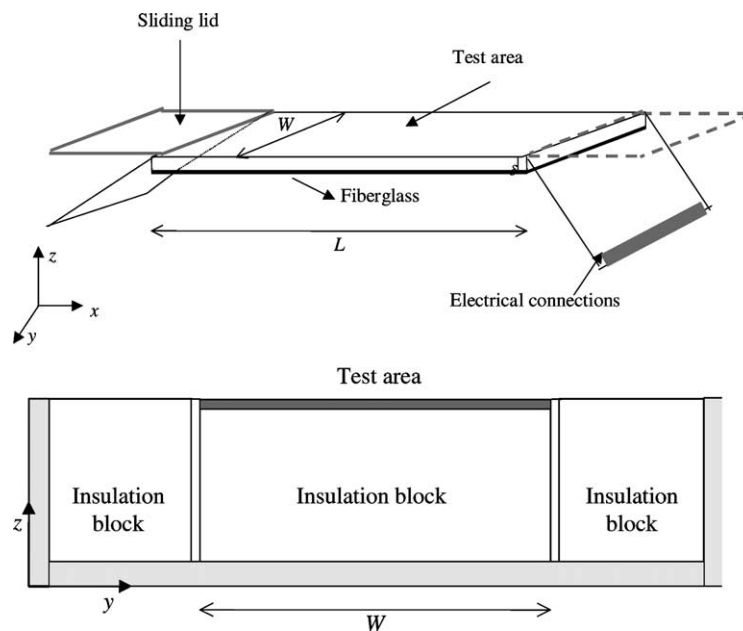 Sliding lid
Test area
W
s
Fiberglass
L
z
x
y
Electrical connections
Test area
Insulation
block
Insulation block
Insulation
block
z
y
W